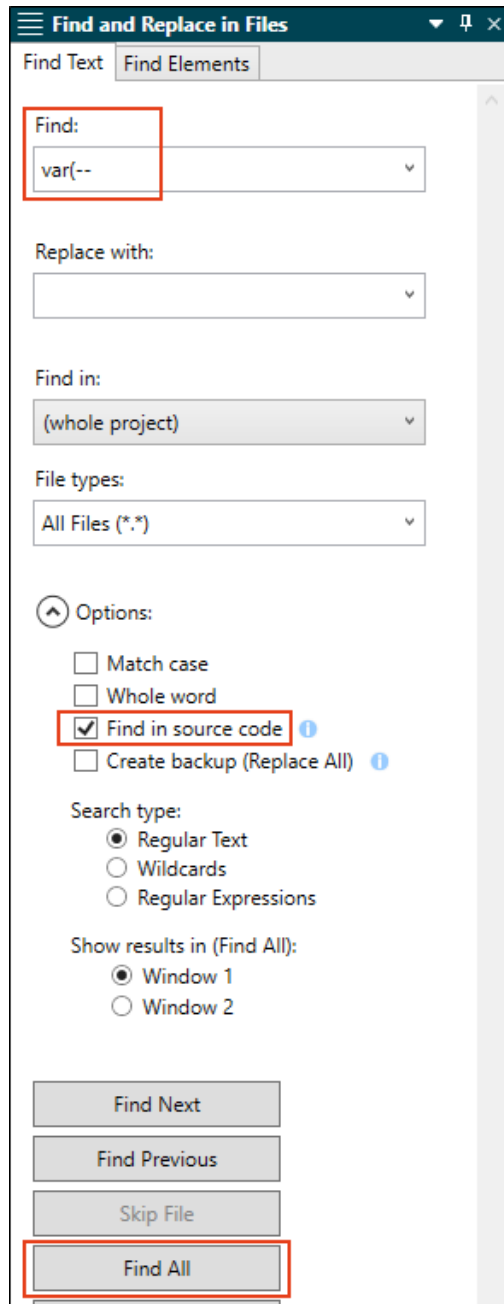 Find and Replace in Files
Find Text Find Elements
Find:
var(--
Replace with:
Find in:
(whole project)
File types:
All Files (*.*)
Options:
Match case
Whole word
Find in source code
Create backup (Replace All)
Search type:
Regular Text
Wildcards
Regular Expressions
Show results in (Find All):
Window 1
Window 2
Find Next
Find Previous
Skip File
Find All